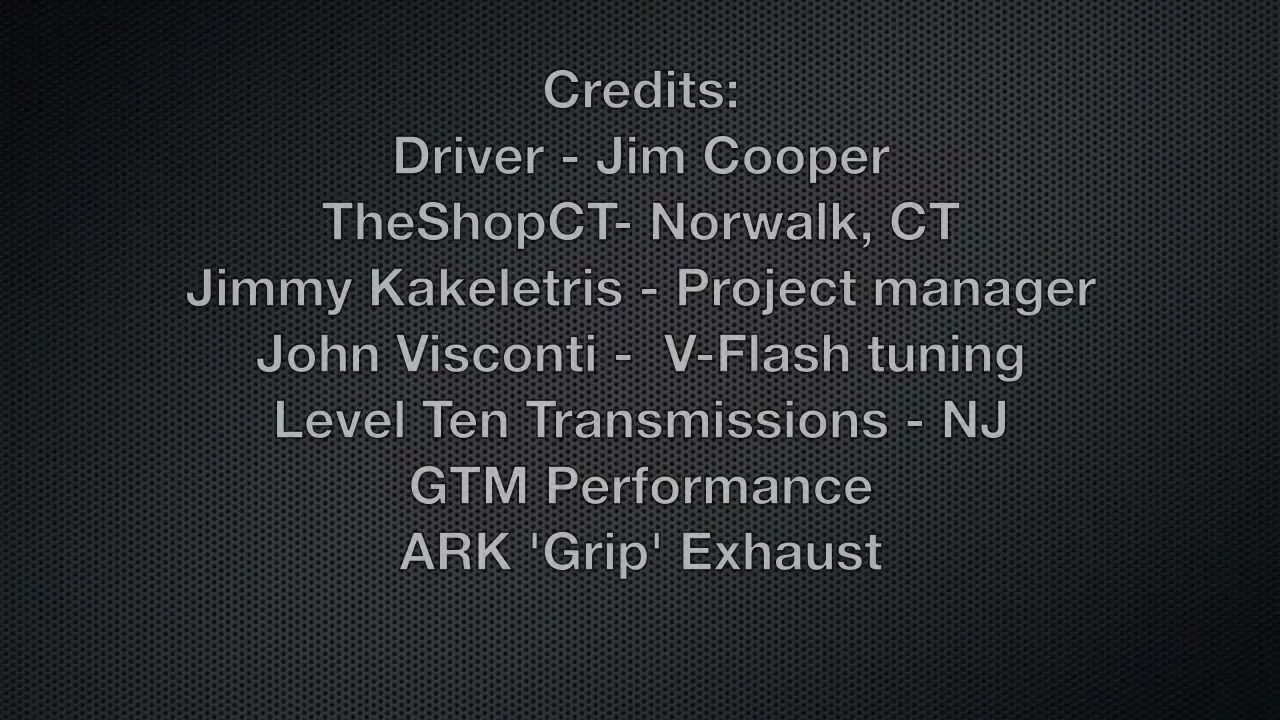 Credits:
Driver - Jim Cooper
TheShopCT- Norwalk, CT
Jimmy Kakeletris - Project manager
John Visconti -  V-Flash tuning
Level Ten Transmissions - NJ
GTM Performance
ARK 'Grip' Exhaust